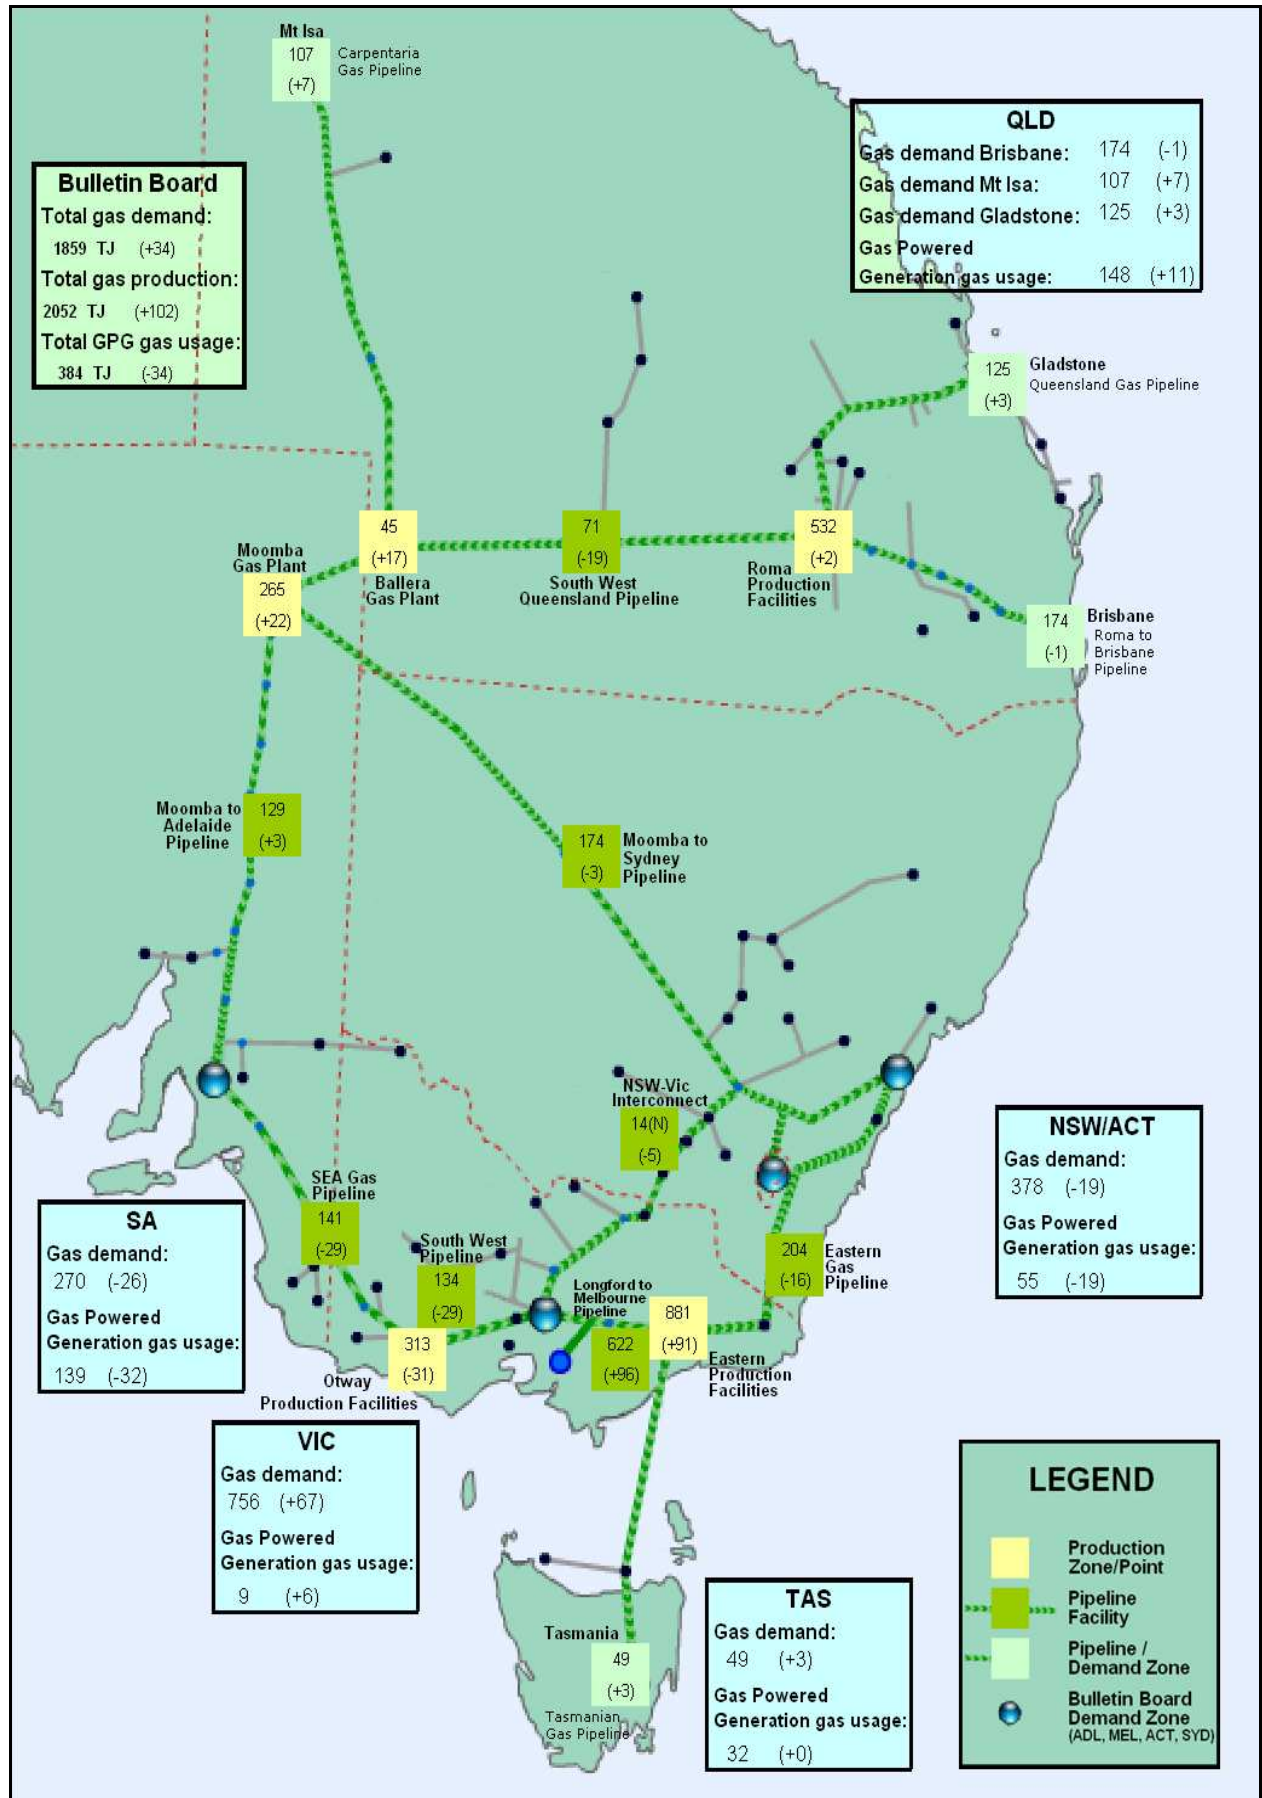 Mt Isa
107
(+7)
Carpentaria
Gas Pipeline
QLD
Gas demand Brisbane: 174 (-1)
Gas demand Mt Isa: 107 (+7)
Gas demand Gladstone: 125 (+3)
Gas Powered
Generation gas usage: 148 (+11)
Bulletin Board
Total gas demand:
1859 TJ (+34)
Total gas production:
2052 TJ (+102)
Total GPG gas usage:
384 TJ (-34)
125
(+3)
Gladstone
Queensland Gas Pipeline
Moomba
Gas Plant
265
(+22)
45
(+17)
Ballera
Gas Plant
71
(-19)
South West
Queensland Pipeline
532
(+2)
Roma
Production
Facilities
174
(-1)
Brisbane
Roma to
Brisbane
Pipeline
Moomba to
Adelaide
Pipeline
129
(+3)
174
(-3)
Moomba to
Sydney
Pipeline
NSW-Vic
Interconnect
14(N)
(-5)
NSW/ACT
Gas demand:
378 (-19)
Gas Powered
Generation gas usage:
55 (-19)
SEA Gas
Pipeline
141
(-29)
SA
Gas demand:
270 (-26)
Gas Powered
Generation gas usage:
139 (-32)
South West
Pipeline
134
(-29)
Longford to
Melbourne
Pipeline
622
(+96)
881
(+91)
Eastern
Production
Facilities
204
(-16)
Eastern
Gas
Pipeline
313
(-31)
Otway
Production Facilities
VIC
Gas demand:
756 (+67)
Gas Powered
Generation gas usage:
9 (+6)
Tasmania
49
(+3)
Tasmanian
Gas Pipeline
TAS
Gas demand:
49 (+3)
Gas Powered
Generation gas usage:
32 (+0)
LEGEND
Production
Zone/Point
Pipeline
Facility
Pipeline /
Demand Zone
Bulletin Board
Demand Zone
(ADL, MEL, ACT, SYD)